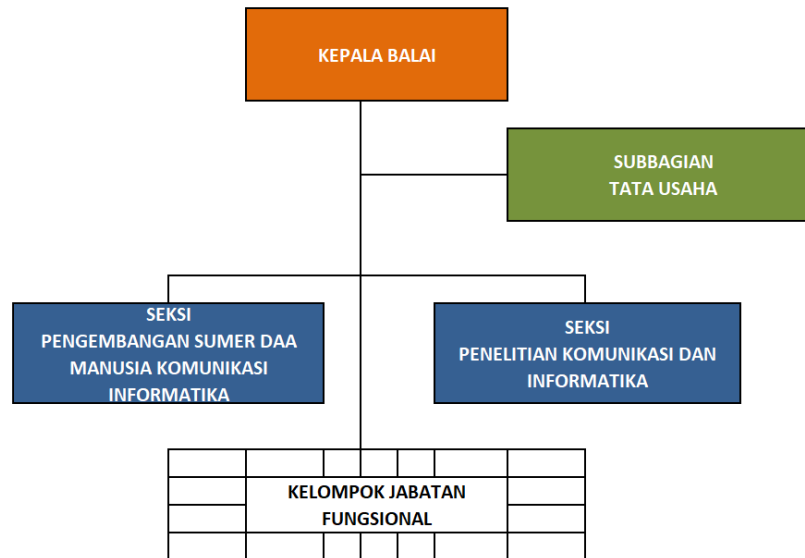 KEPALA BALAI
SUBBAGIAN
TATA USAHA
SEKSI
PENGEMBANGAN SUMER DAA
MANUSIA KOMUNIKASI
INFORMATIKA
SEKSI
PENELITIAN KOMUNIKASI DAN
INFORMATIKA
KELOMPOK JABATAN
FUNGSIONAL